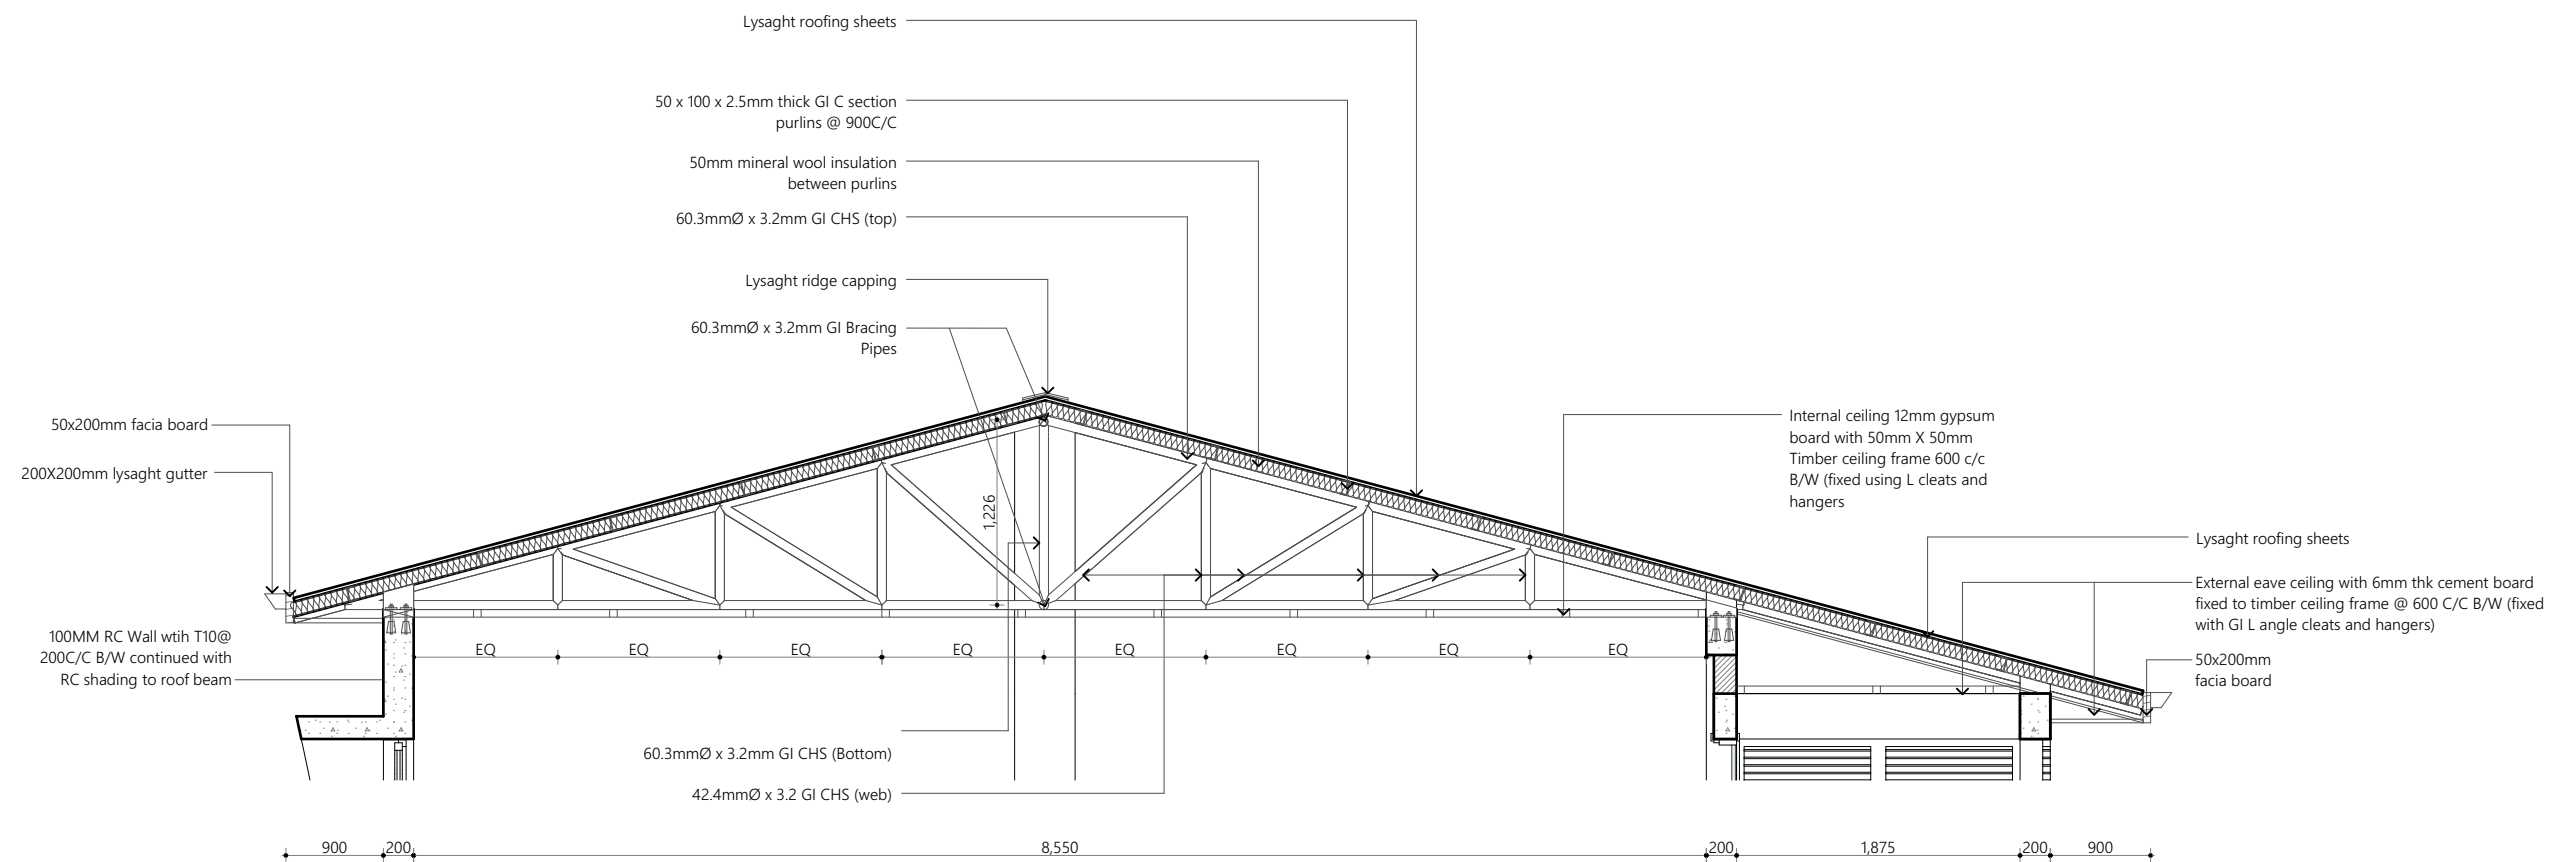 Lysaght roofing sheets
50 x 100 x 2.5mm thick GI C section
purlins @ 900C/C
50mm mineral wool insulation
between purlins
60.3mmØ x 3.2mm GI CHS (top)
Lysaght ridge capping
60.3mmØ x 3.2mm GI Bracing
Pipes
50x200mm facia board
200X200mm lysaght gutter
1,226
Internal ceiling 12mm gypsum
board with 50mm X 50mm
Timber ceiling frame 600 c/c
B/W (fixed using L cleats and
hangers
Lysaght roofing sheets
External eave ceiling with 6mm thk cement board
fixed to timber ceiling frame @ 600 C/C B/W (fixed
with GI L angle cleats and hangers)
100MM RC Wall wtih T10@
200C/C B/W continued with
RC shading to roof beam
EQ EQ EQ EQ EQ EQ EQ EQ
50x200mm
facia board
60.3mmØ x 3.2mm GI CHS (Bottom)
42.4mmØ x 3.2 GI CHS (web)
900 200 8,550 200 1,875 200 900